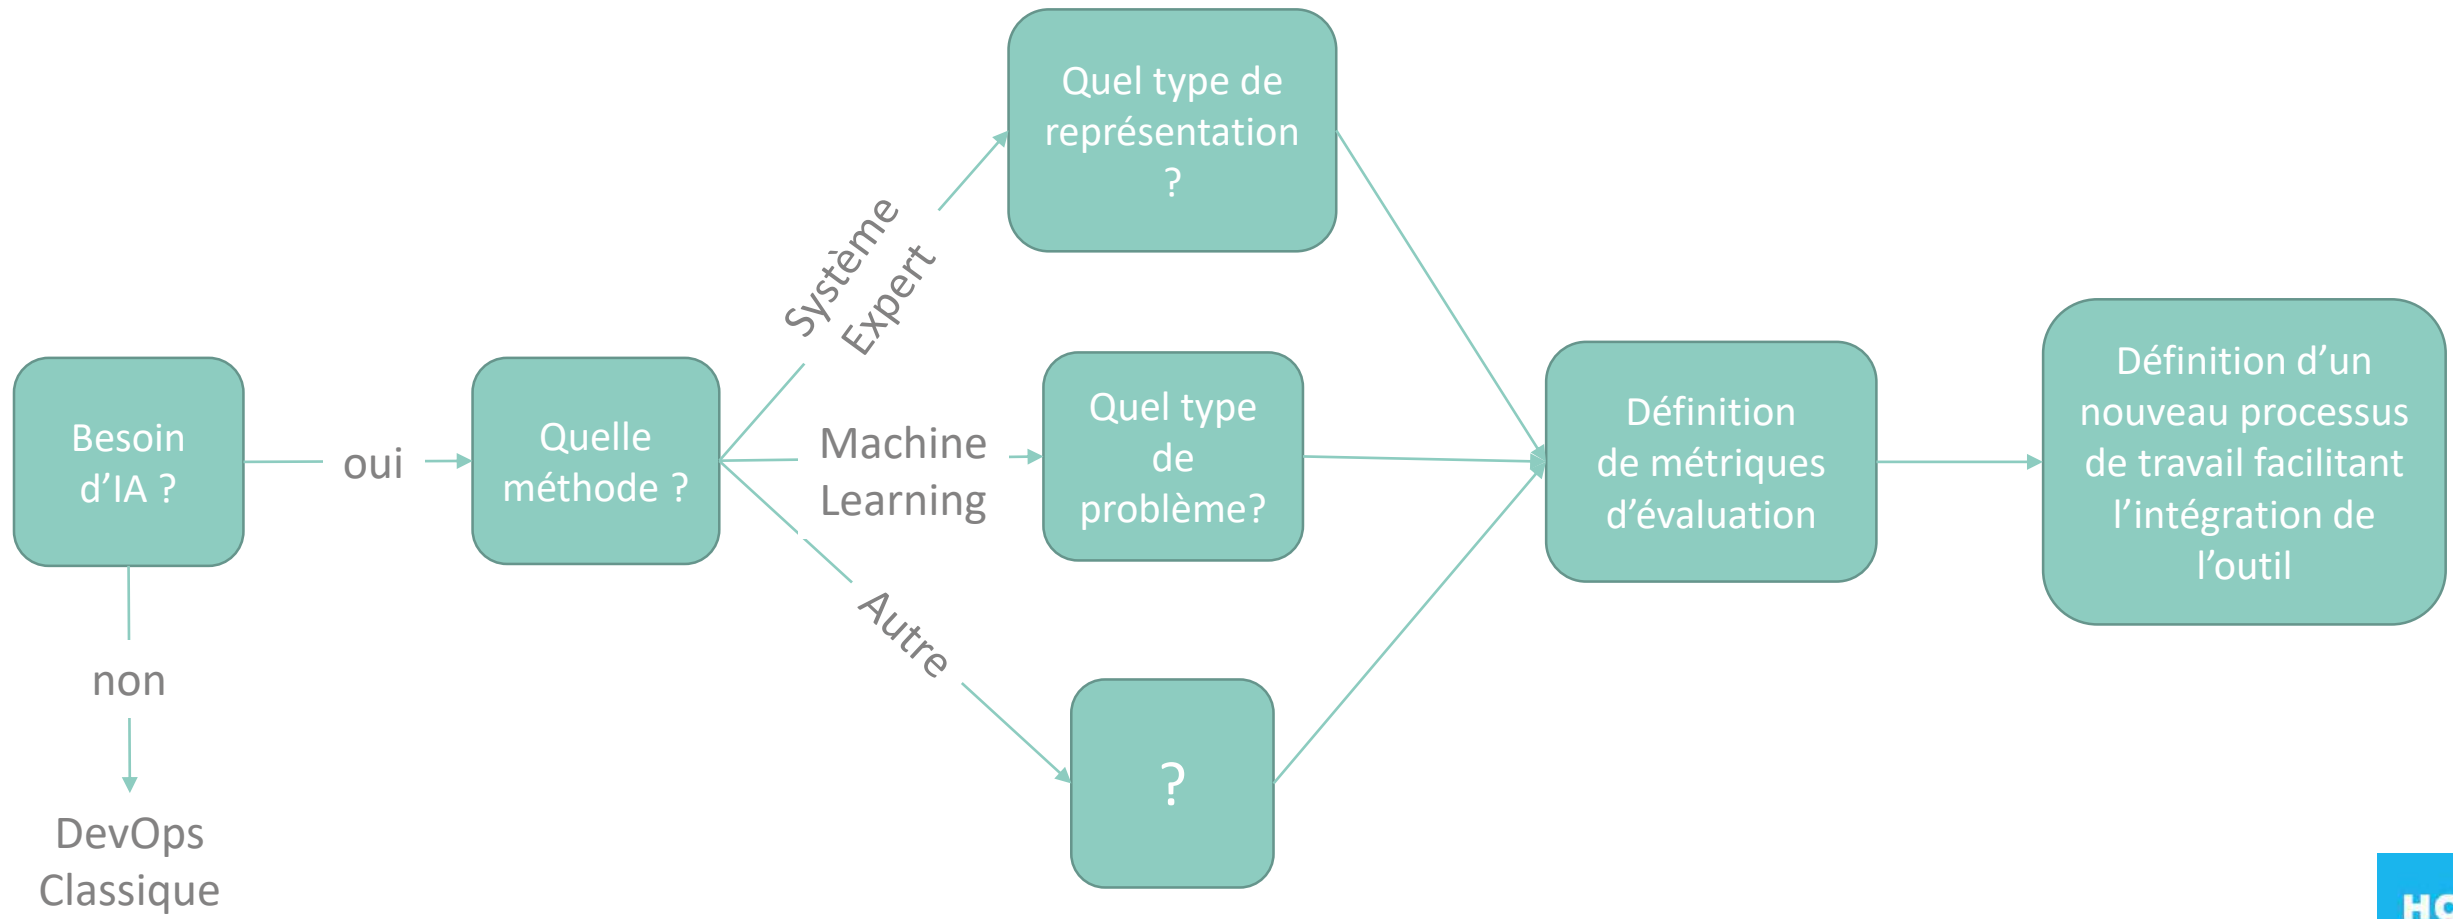 Besoin
d’IA ?
oui
non
DevOps
Classique
Quelle
méthode ?
Système
Expert
Machine
Learning
Autre
Quel type de
représentation
?
Quel type
de
problème?
?
Définition
de métriques
d’évaluation
Définition d’un
nouveau processus
de travail facilitant
l’intégration de
l’outil